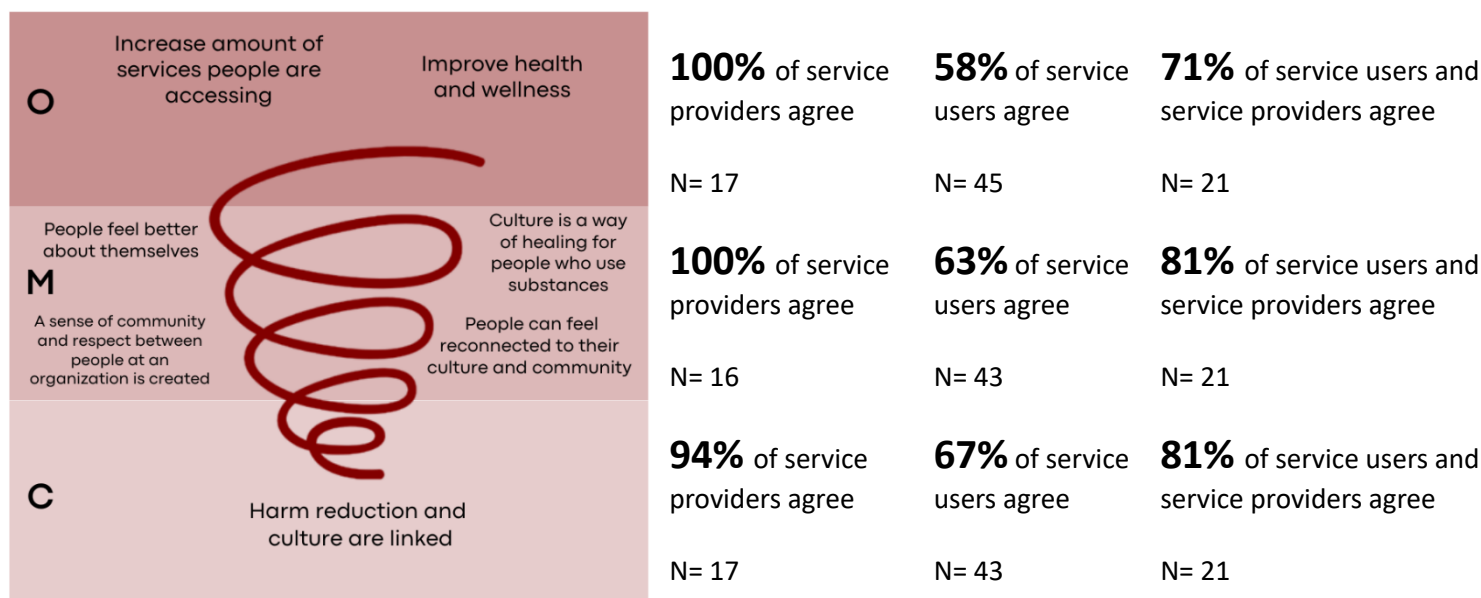 Increase amount of
services people are
accessing
Improve health
and wellness
O
100% of service
providers agree
N= 17
58% of service
users agree
N= 45
71% of service users and
service providers agree
N= 21
People feel better
about themselves
Culture is a way
of healing for
people who use
substances
M
A sense of community
and respect between
people at an
organization is created
People can feel
reconnected to their
culture and community
100% of service
providers agree
N= 16
63% of service
users agree
N= 43
81% of service users and
service providers agree
N= 21
C
Harm reduction and
culture are linked
94% of service
providers agree
N= 17
67% of service
users agree
N= 43
81% of service users and
service providers agree
N= 21